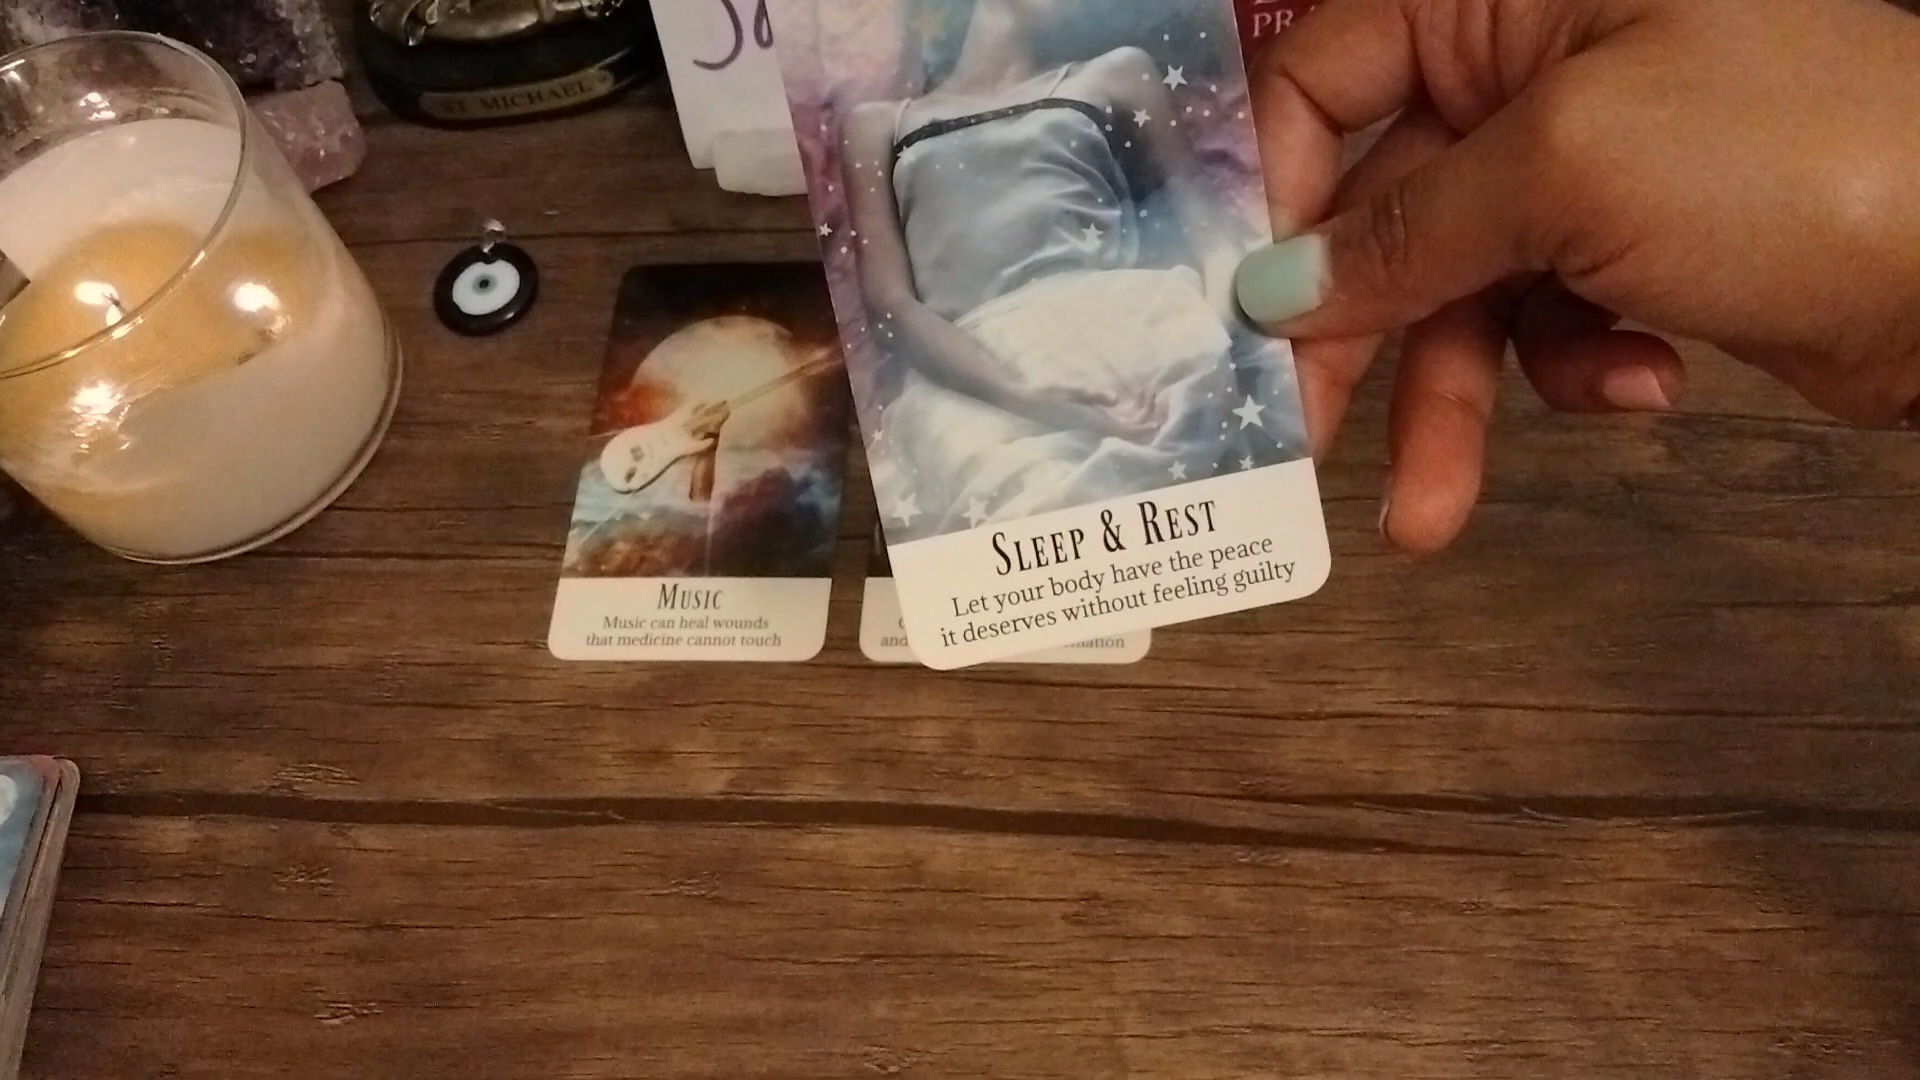 ST MICHAEL
SLEEP & REST
Let your body have the peace
it deserves without feeling guilty
MUSIC
Music can heal wounds
that medicine cannot touch
and